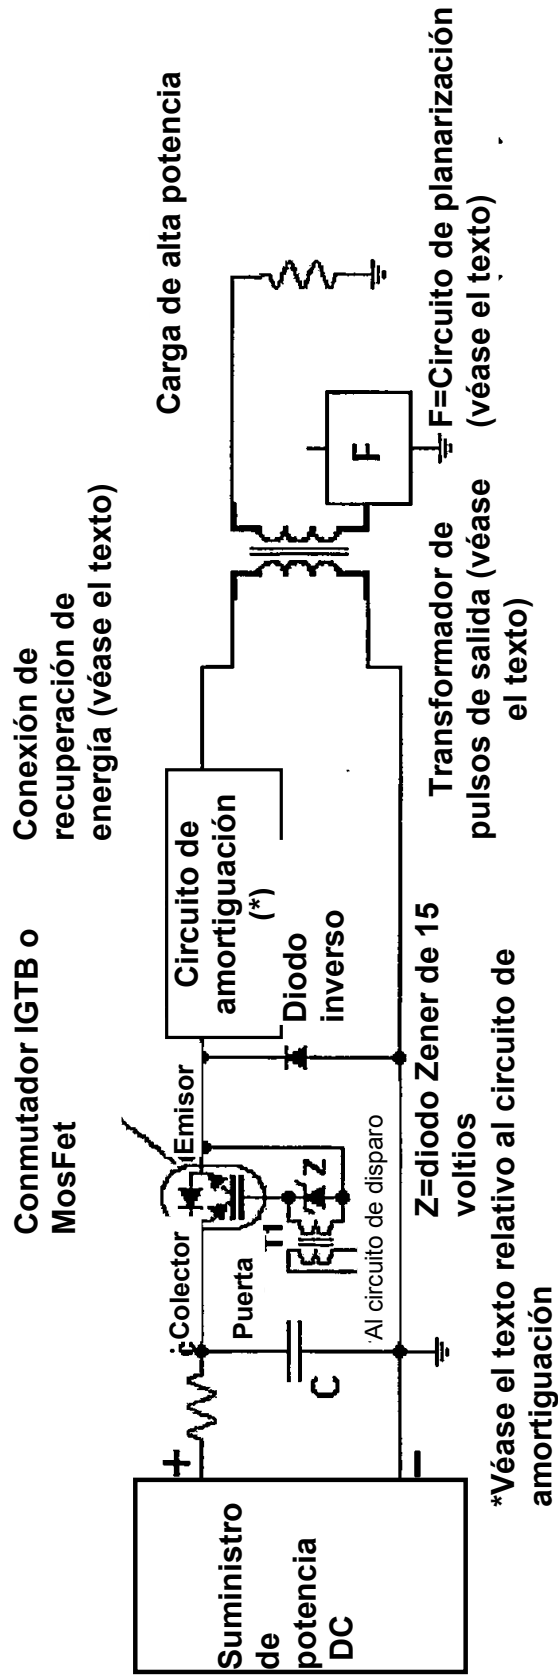 Conmutador IGTB o
MosFet
Conexión de
recuperación de
energía (véase el texto)
Carga de alta potencia
Suministro
de
potencia
DC
+
–
Colector
Emisor
Puerta
C
T1
Z
Al circuito de disparo
Circuito de
amortiguación
(*)
Diodo
inverso
F
Z=diodo Zener de 15
voltios
Transformador de
pulsos de salida (véase
el texto)
F=Circuito de planarización
(véase el texto)
*Véase el texto relativo al circuito de
amortiguación